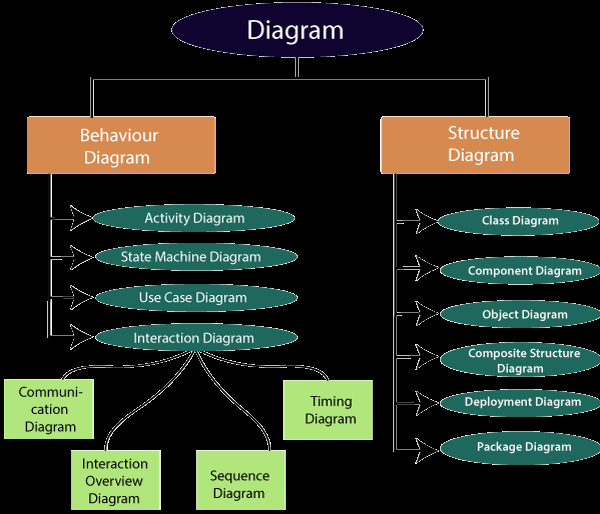 Diagram
Behaviour
Diagram
Structure
Diagram
Activity Diagram
State Machine Diagram
Use Case Diagram
Interaction Diagram
Class Diagram
Component Diagram
Object Diagram
Composite Structure
Diagram
Deployment Diagram
Package Diagram
Communi-
cation
Diagram
Interaction
Overview
Diagram
Sequence
Diagram
Timing
Diagram